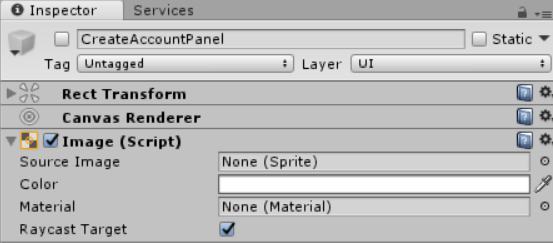 Inspector Services
CreateAccountPanel Static
Tag Untagged Layer UI
Rect Transform
Canvas Renderer
Image (Script)
Source Image None (Sprite)
Color
Material None (Material)
Raycast Target